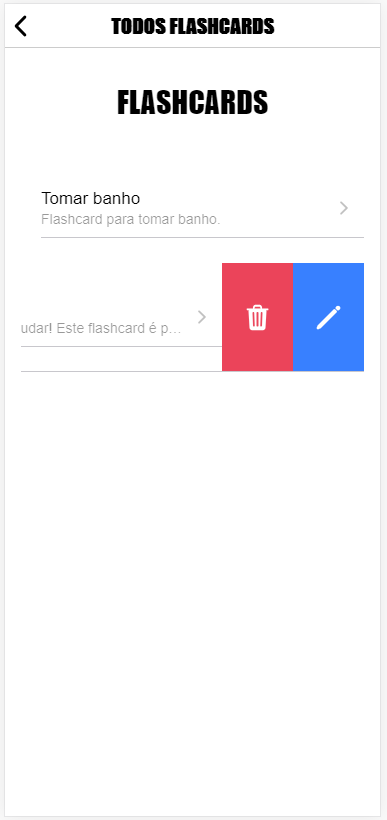 TODOS FLASHCARDS
FLASHCARDS
Tomar banho
Flashcard para tomar banho.
udar! Este flashcard é p…